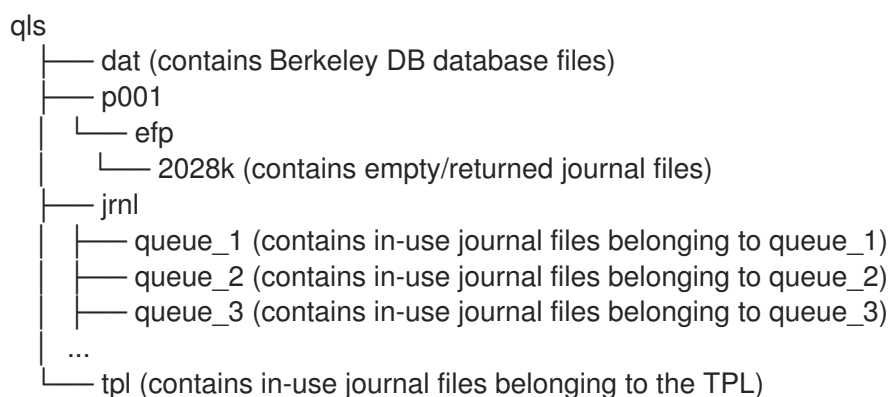 qls
├── dat (contains Berkeley DB database files)
├── p001
│ └── efp
│ └── 2028k (contains empty/returned journal files)
├── jrnl
│ ├── queue_1 (contains in-use journal files belonging to queue_1)
│ ├── queue_2 (contains in-use journal files belonging to queue_2)
│ ├── queue_3 (contains in-use journal files belonging to queue_3)
│ ...
└── tpl (contains in-use journal files belonging to the TPL)